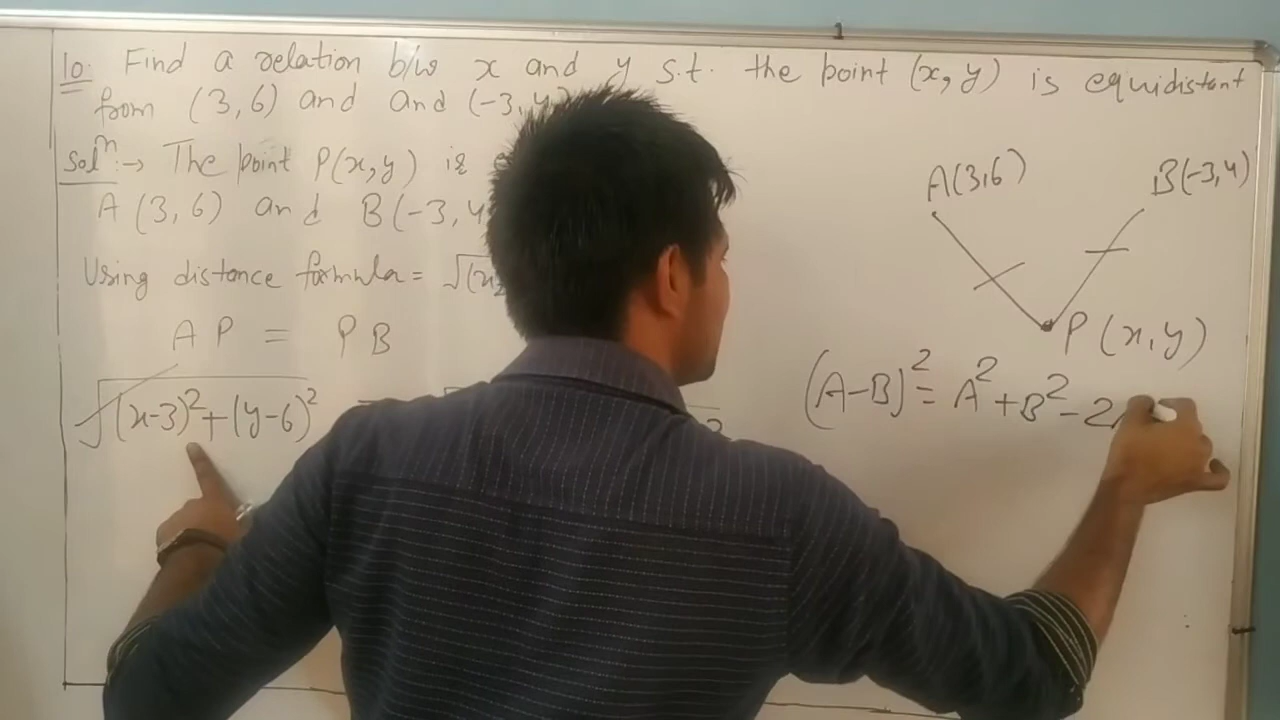 10. Find a relation b/w x and y s.t. the point (x, y) is equidistant
from (3, 6) and and (-3, 4)
Solⁿ:→ The point P(x, y) is
A (3, 6) and B(-3, 4
Using distance formula = √(x₂
AP = PB
√(x-3)²+(y-6)² =
A(3,6)
B(-3,4)
P (x, y)
(A-B)² = A²+B²-2